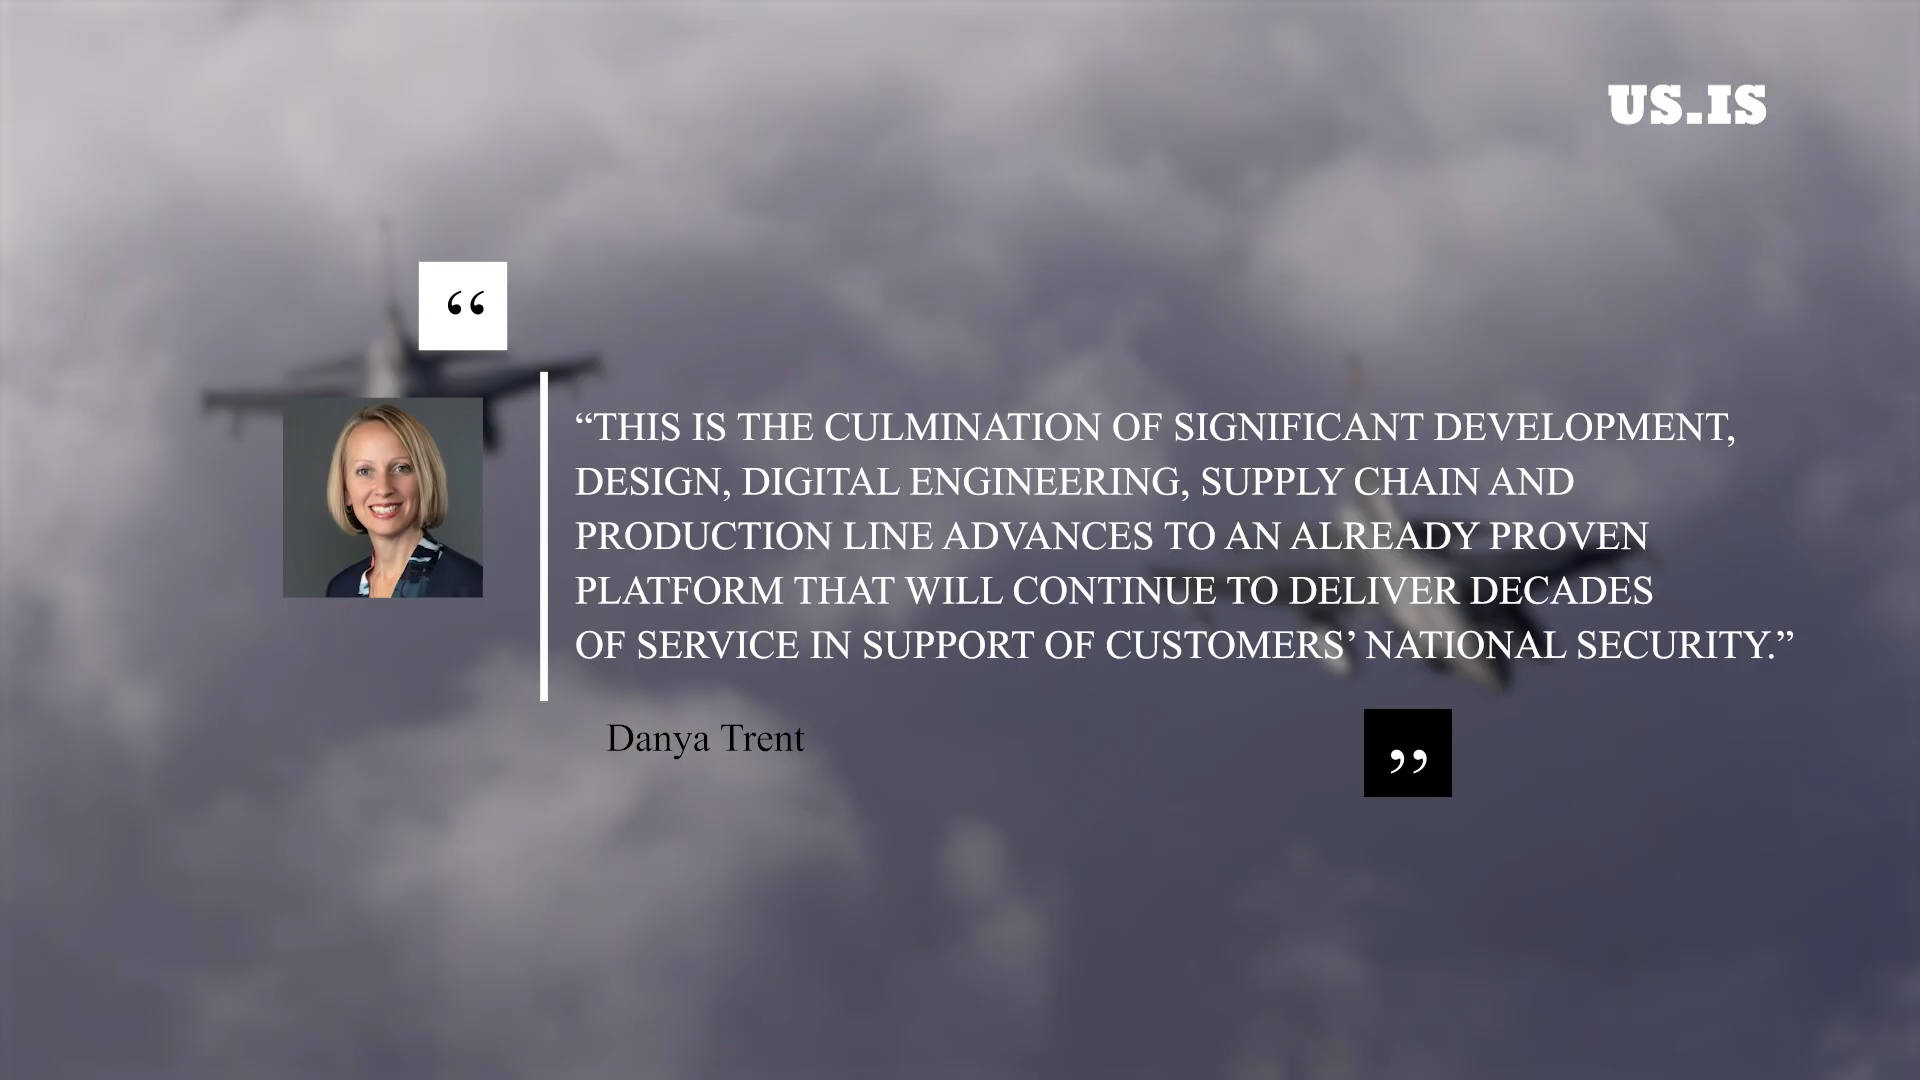 US.IS
“
“THIS IS THE CULMINATION OF SIGNIFICANT DEVELOPMENT,
DESIGN, DIGITAL ENGINEERING, SUPPLY CHAIN AND
PRODUCTION LINE ADVANCES TO AN ALREADY PROVEN
PLATFORM THAT WILL CONTINUE TO DELIVER DECADES
OF SERVICE IN SUPPORT OF CUSTOMERS’ NATIONAL SECURITY.”
Danya Trent
”